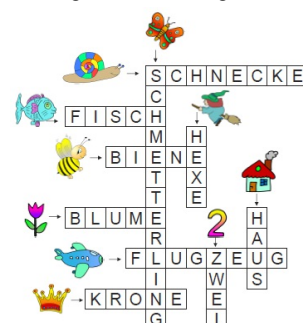 SCHNECKE
FISCH
BIENE
BLUME
FLUGZEUG
KRONE
SCHMETTERLING
HEXE
2
ZWEI
HAUS